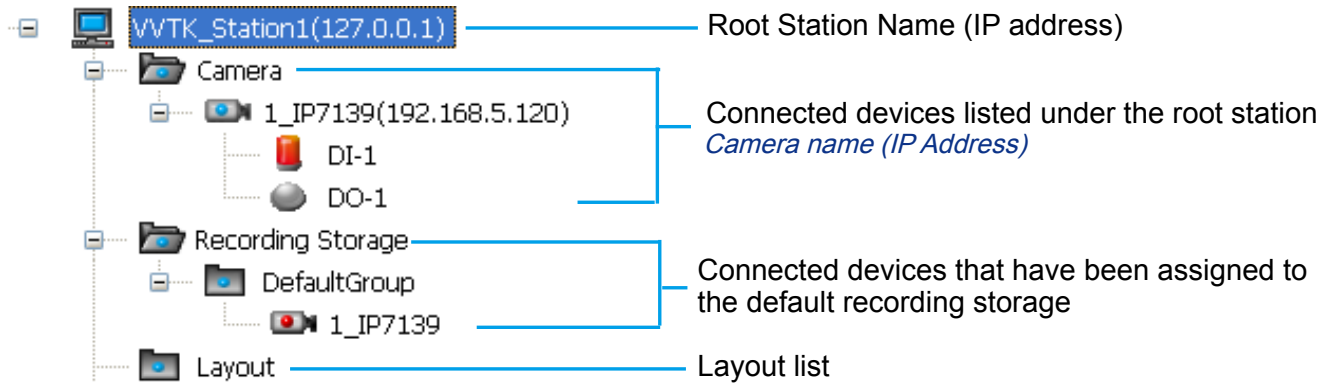 VVTK_Station1(127.0.0.1)
Root Station Name (IP address)
Camera
1_IP7139(192.168.5.120)
Connected devices listed under the root station
Camera name (IP Address)
DI-1
DO-1
Recording Storage
DefaultGroup
Connected devices that have been assigned to
the default recording storage
1_IP7139
Layout
Layout list